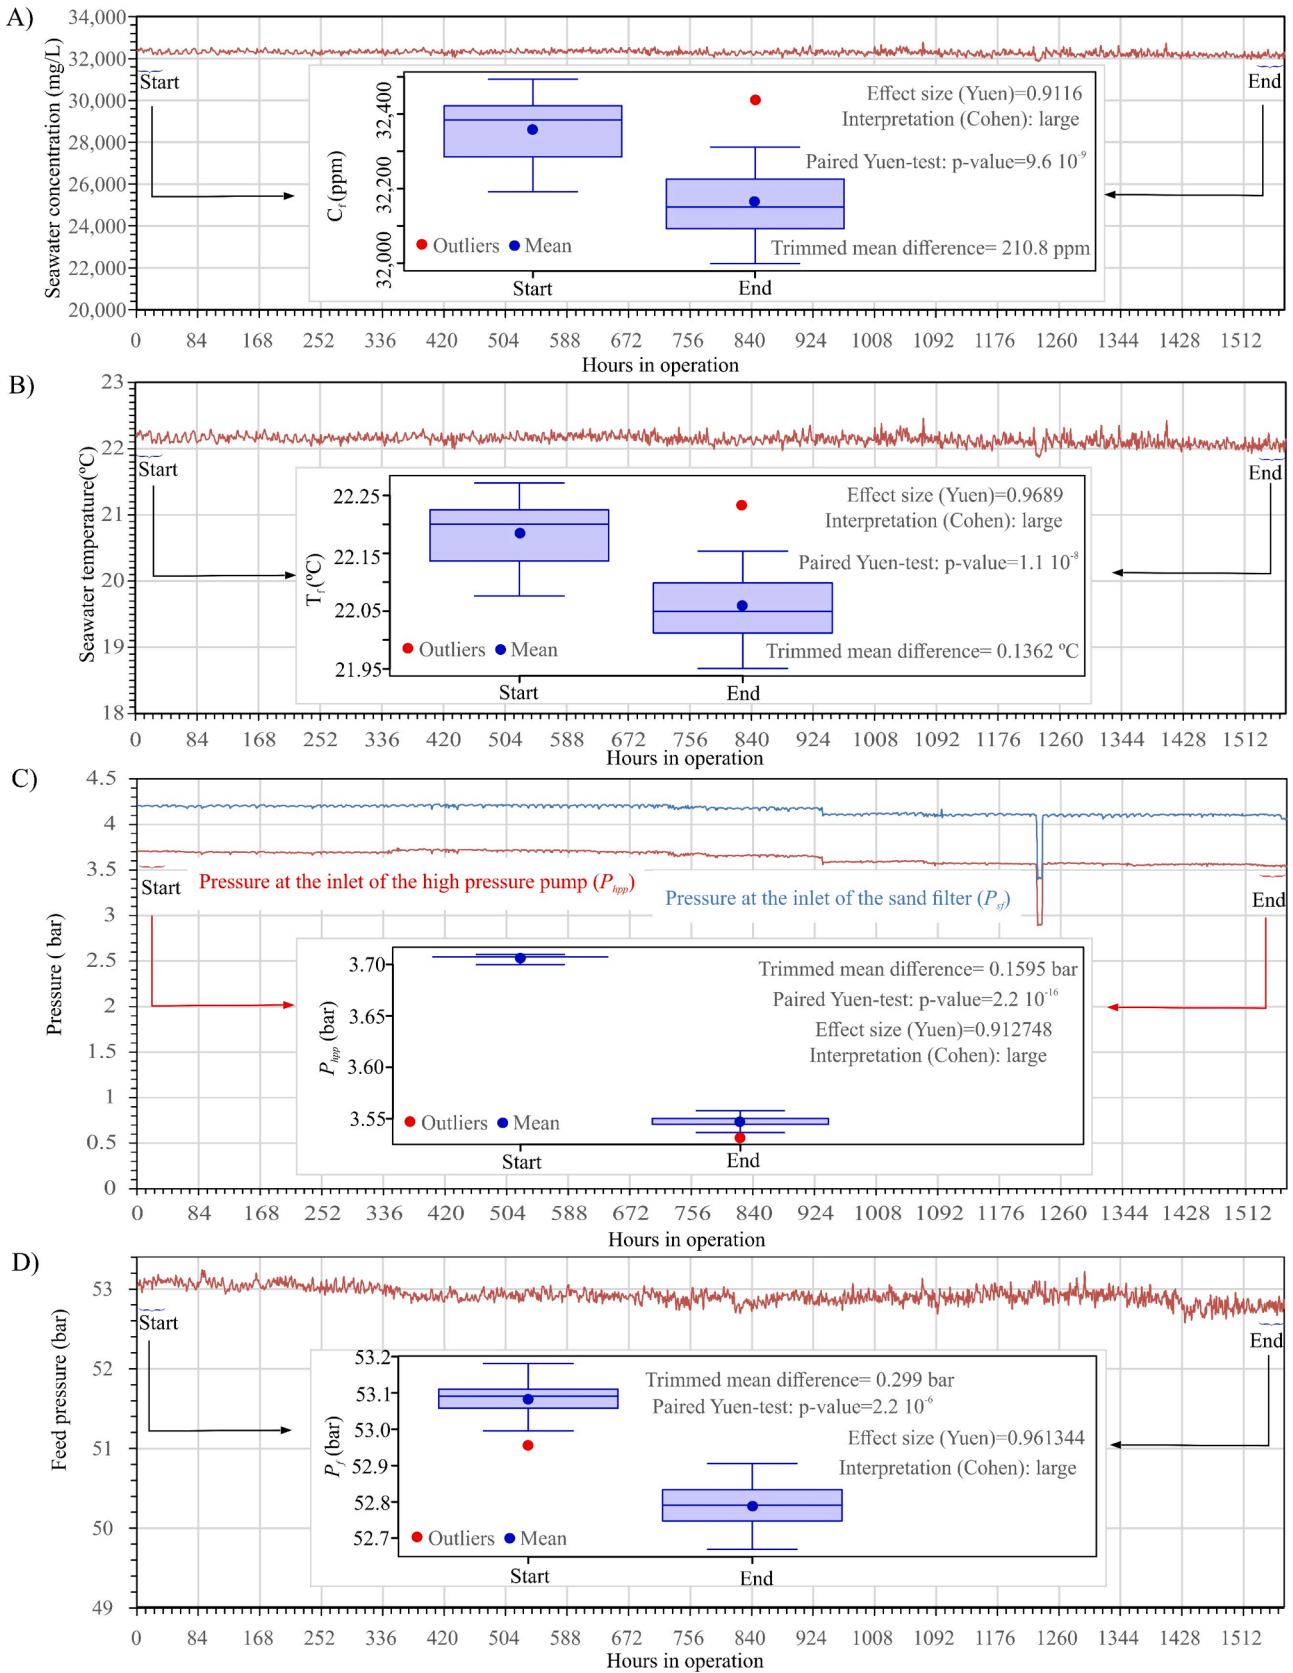 A)
34,000
32,000
30,000
28,000
26,000
24,000
22,000
20,000
Seawater concentration (mg/L)
Start
End
32,400
32,200
32,000
C_f (ppm)
Effect size (Yuen)=0.9116
Interpretation (Cohen): large
Paired Yuen-test: p-value=9.6 10^-9
Outliers Mean
Trimmed mean difference= 210.8 ppm
Start End
0 84 168 252 336 420 504 588 672 756 840 924 1008 1092 1176 1260 1344 1428 1512
Hours in operation
B)
23
22
21
20
19
18
Seawater temperature(ºC)
Start
End
22.25
22.15
22.05
21.95
T_f (ºC)
Effect size (Yuen)=0.9689
Interpretation (Cohen): large
Paired Yuen-test: p-value=1.1 10^-8
Outliers Mean
Trimmed mean difference= 0.1362 ºC
Start End
0 84 168 252 336 420 504 588 672 756 840 924 1008 1092 1176 1260 1344 1428 1512
Hours in operation
C)
4.5
4
3.5
3
2.5
2
1.5
1
0.5
0
Pressure ( bar)
Start
Pressure at the inlet of the high pressure pump (P_hpp)
Pressure at the inlet of the sand filter (P_sf)
End
3.70
3.65
3.60
3.55
P_hpp (bar)
Trimmed mean difference= 0.1595 bar
Paired Yuen-test: p-value=2.2 10^-16
Effect size (Yuen)=0.912748
Interpretation (Cohen): large
Outliers Mean
Start End
0 84 168 252 336 420 504 588 672 756 840 924 1008 1092 1176 1260 1344 1428 1512
Hours in operation
D)
53
52
51
50
49
Feed pressure (bar)
Start
End
53.2
53.1
53.0
52.9
52.8
52.7
P_f (bar)
Trimmed mean difference= 0.299 bar
Paired Yuen-test: p-value=2.2 10^-6
Effect size (Yuen)=0.961344
Interpretation (Cohen): large
Outliers Mean
Start End
0 84 168 252 336 420 504 588 672 756 840 924 1008 1092 1176 1260 1344 1428 1512
Hours in operation